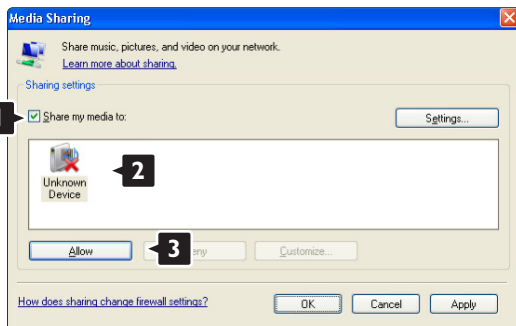 Media Sharing
Share music, pictures, and video on your network.
Learn more about sharing.
Sharing settings
Share my media to:
Settings...
2
Unknown
Device
Allow
3
Customize...
How does sharing change firewall settings?
OK
Cancel
Apply